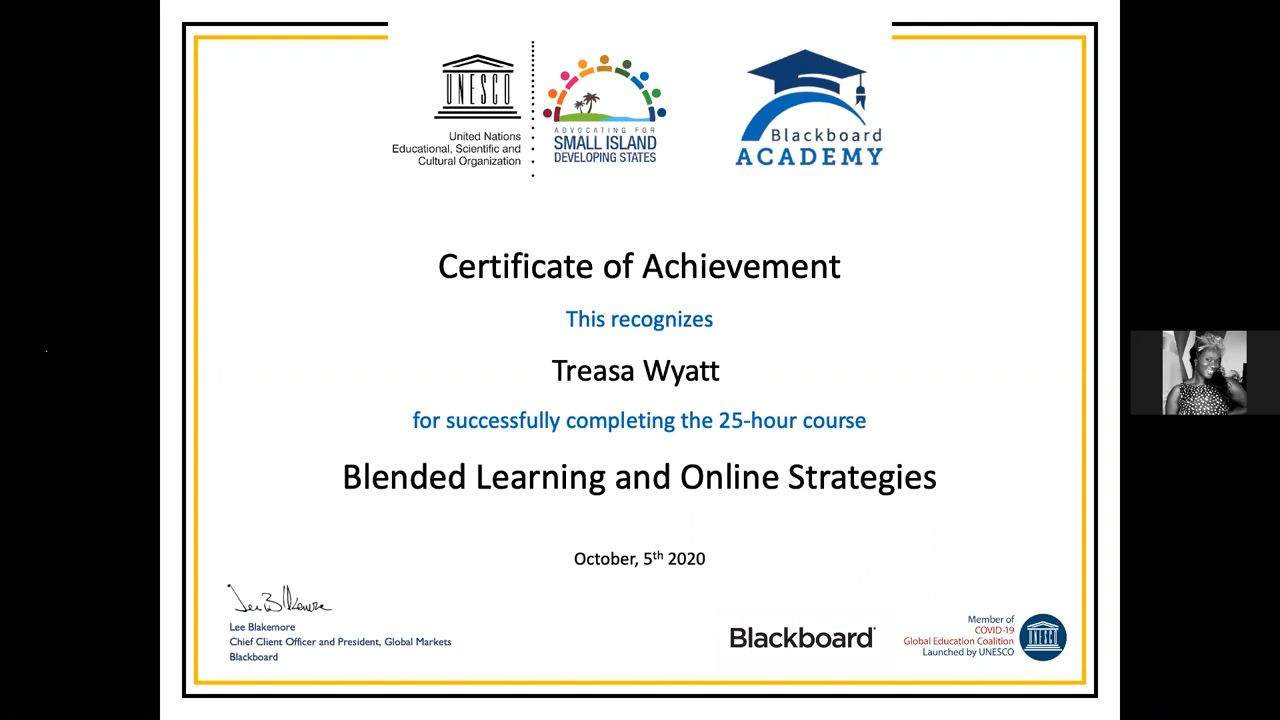 UNESCO
United Nations
Educational, Scientific and
Cultural Organization
ADVOCATING FOR
SMALL ISLAND
DEVELOPING STATES
Blackboard
ACADEMY
Certificate of Achievement
This recognizes
Treasa Wyatt
for successfully completing the 25-hour course
Blended Learning and Online Strategies
October, 5th 2020
Lee Blakemore
Lee Blakemore
Chief Client Officer and President, Global Markets
Blackboard
Blackboard
Member of
COVID-19
Global Education Coalition
Launched by UNESCO
UNESCO